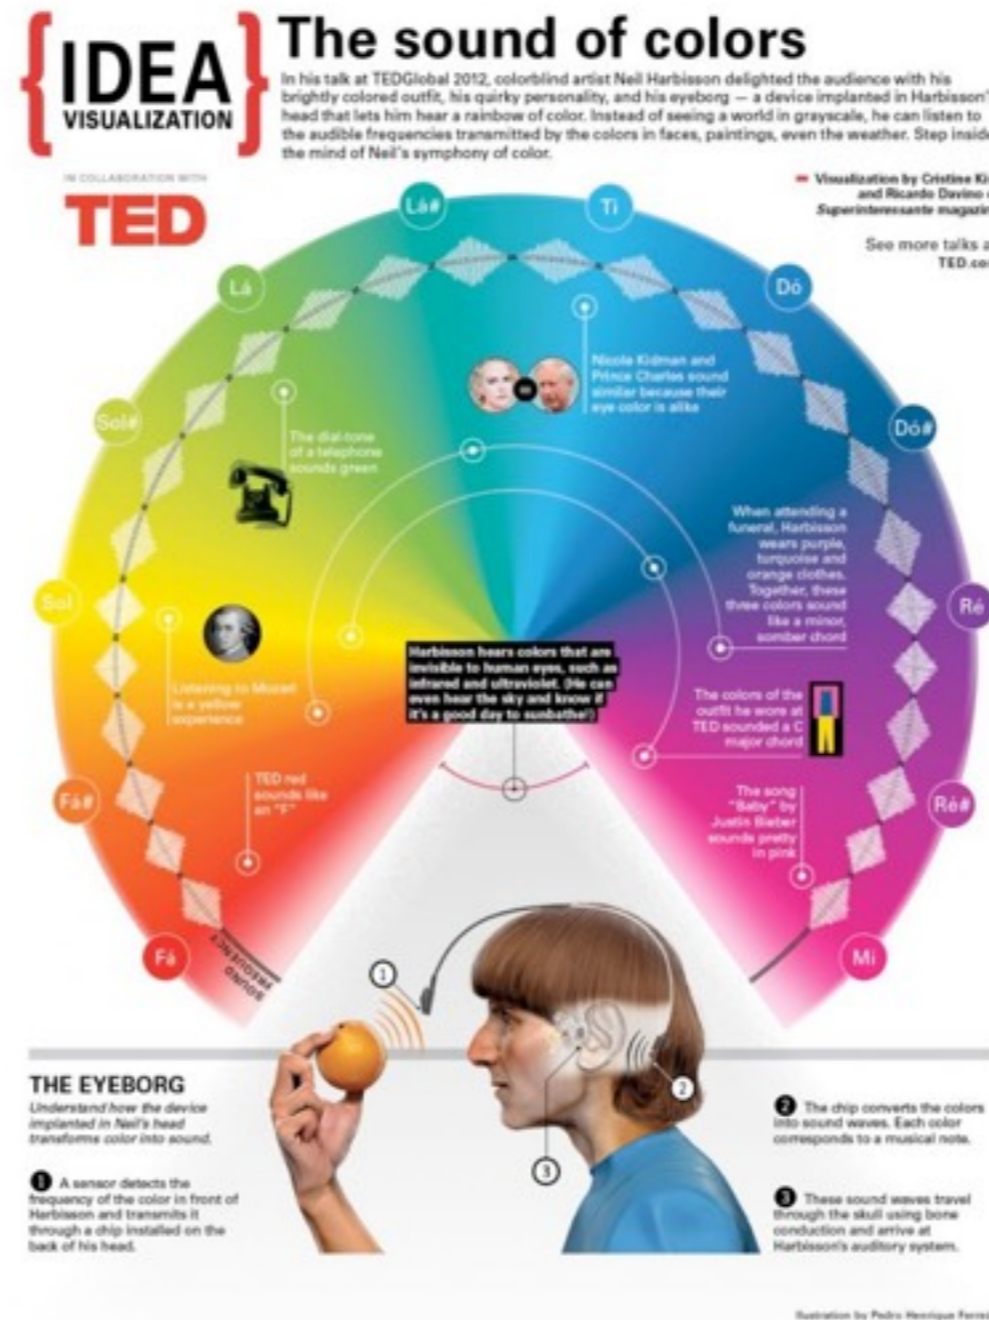 {IDEA}
VISUALIZATION
The sound of colors
In his talk at TEDGlobal 2012, colorblind artist Neil Harbisson delighted the audience with his
brightly colored outfit, his quirky personality, and his eyeborg — a device implanted in Harbisson'
head that lets him hear a rainbow of color. Instead of seeing a world in grayscale, he can listen to
the audible frequencies transmitted by the colors in faces, paintings, even the weather. Step inside
the mind of Neil's symphony of color.
IN COLLABORATION WITH
TED
Visualization by Cristine
and Ricardo Davino
Superinteressante
See more talks
TED.co
Lá#
Ti
Lá
Dó
Sol#
Dó#
Sol
Ré
Fá#
Ré#
Fá
Mi
Nicole Kidman and
Prince Charles sound
similar because their
eye color is alike
The dial-tone
of a telephone
sounds green
When attending a
funeral, Harbisson
wears purple,
turquoise and
orange clothes.
Together, these
three colors sound
like a minor,
somber chord
Harbisson hears colors that are
invisible to human eyes, such as
infrared and ultraviolet. (He can
even hear the sky and know if
it's a good day to sunbathe!)
Listening to Mozart
is a yellow
experience
The colors of the
outfit he wore at
TED sounded a C
major chord
TED red
sounds like
an "F"
The song
"Baby" by
Justin Bieber
sounds pretty
in pink
SOUND
FREQUENCY
1
2
3
THE EYEBORG
Understand how the device
implanted in Neil's head
transforms color into sound.
1 A sensor detects the
frequency of the color in front of
Harbisson and transmits it
through a chip installed on the
back of his head.
2 The chip converts the colors
into sound waves. Each color
corresponds to a musical note.
3 These sound waves travel
through the skull using bone
conduction and arrive at
Harbisson's auditory system.
Illustration by Pedro Henrique